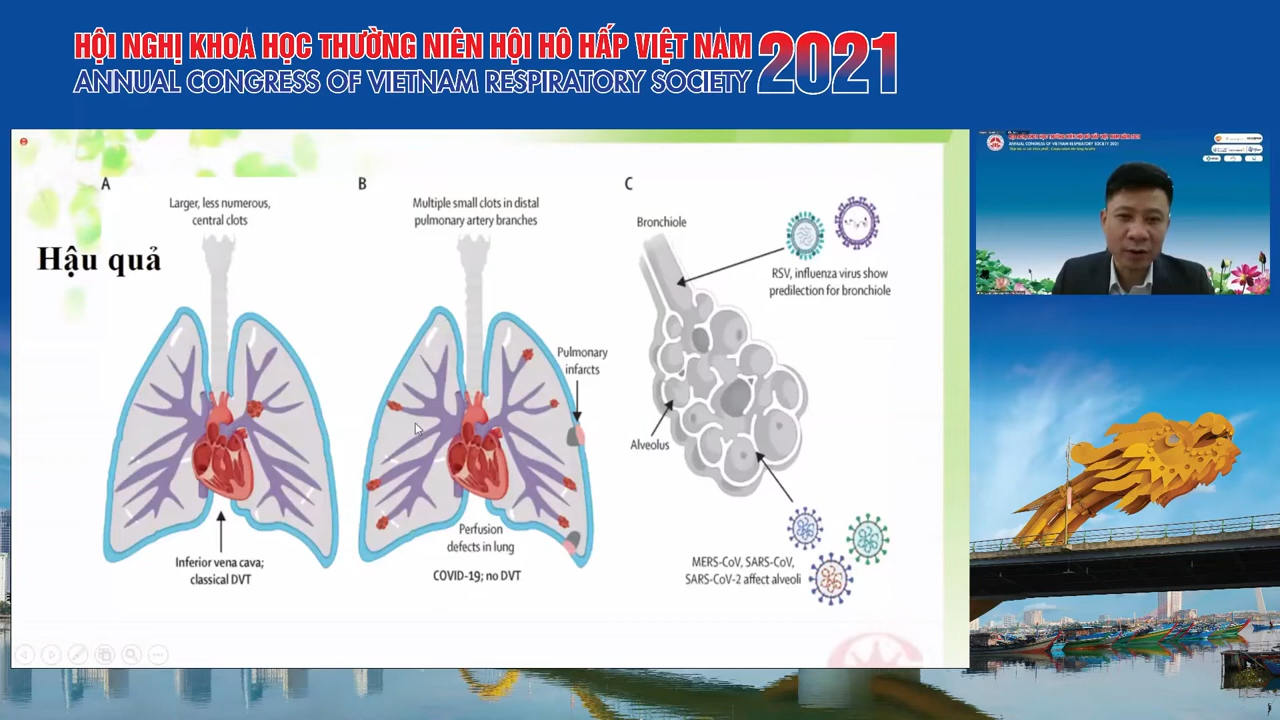 HỘI NGHỊ KHOA HỌC THƯỜNG NIÊN HỘI HÔ HẤP VIỆT NAM
ANNUAL CONGRESS OF VIETNAM RESPIRATORY SOCIETY
2021
A
Larger, less numerous,
central clots
Hậu quả
Inferior vena cava;
classical DVT
B
Multiple small clots in distal
pulmonary artery branches
Pulmonary
infarcts
Perfusion
defects in lung
COVID-19; no DVT
C
Bronchiole
RSV, influenza virus show
predilection for bronchiole
Alveolus
MERS-CoV, SARS-CoV,
SARS-CoV-2 affect alveoli
ANNUAL CONGRESS OF VIETNAM RESPIRATORY SOCIETY 2021